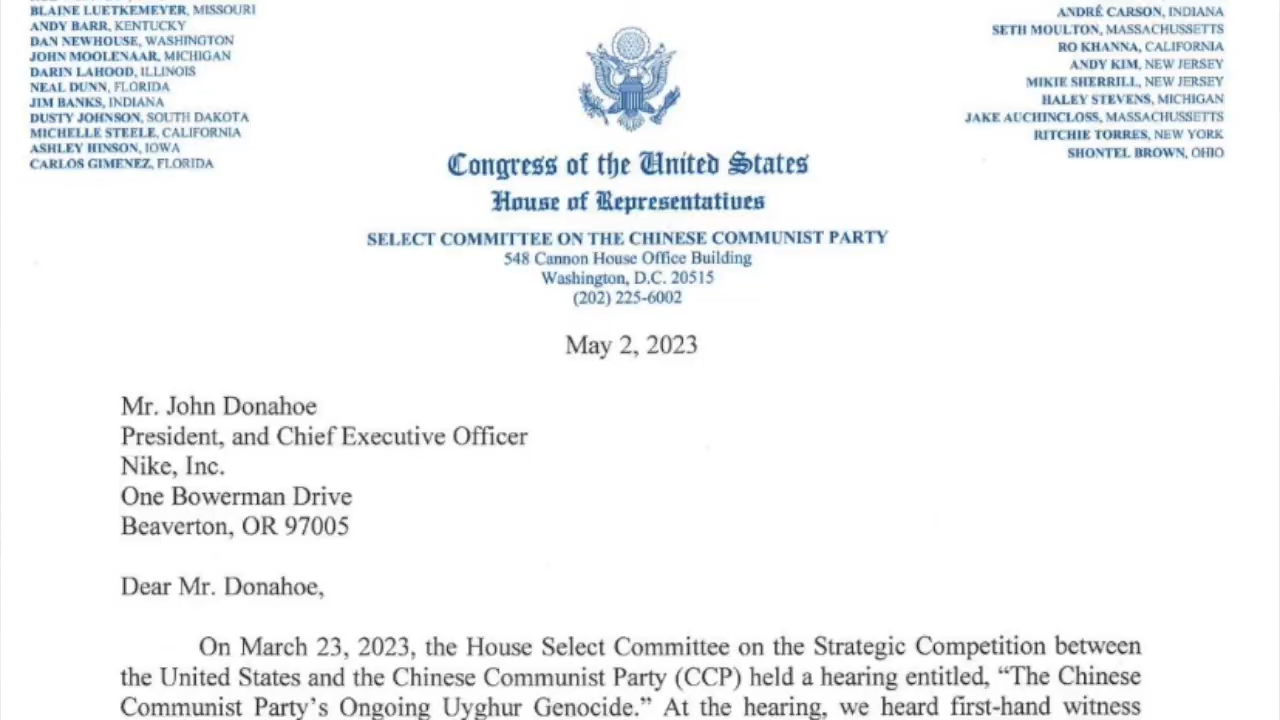 BLAINE LUETKEMEYER, MISSOURI
ANDY BARR, KENTUCKY
DAN NEWHOUSE, WASHINGTON
JOHN MOOLENAAR, MICHIGAN
DARIN LAHOOD, ILLINOIS
NEAL DUNN, FLORIDA
JIM BANKS, INDIANA
DUSTY JOHNSON, SOUTH DAKOTA
MICHELLE STEELE, CALIFORNIA
ASHLEY HINSON, IOWA
CARLOS GIMENEZ, FLORIDA
ANDRÉ CARSON, INDIANA
SETH MOULTON, MASSACHUSSETTS
RO KHANNA, CALIFORNIA
ANDY KIM, NEW JERSEY
MIKIE SHERRILL, NEW JERSEY
HALEY STEVENS, MICHIGAN
JAKE AUCHINCLOSS, MASSACHUSSETTS
RITCHIE TORRES, NEW YORK
SHONTEL BROWN, OHIO
Congress of the United States
House of Representatives
SELECT COMMITTEE ON THE CHINESE COMMUNIST PARTY
548 Cannon House Office Building
Washington, D.C. 20515
(202) 225-6002
May 2, 2023
Mr. John Donahoe
President, and Chief Executive Officer
Nike, Inc.
One Bowerman Drive
Beaverton, OR 97005
Dear Mr. Donahoe,
On March 23, 2023, the House Select Committee on the Strategic Competition between
the United States and the Chinese Communist Party (CCP) held a hearing entitled, “The Chinese
Communist Party’s Ongoing Uyghur Genocide.” At the hearing, we heard first-hand witness